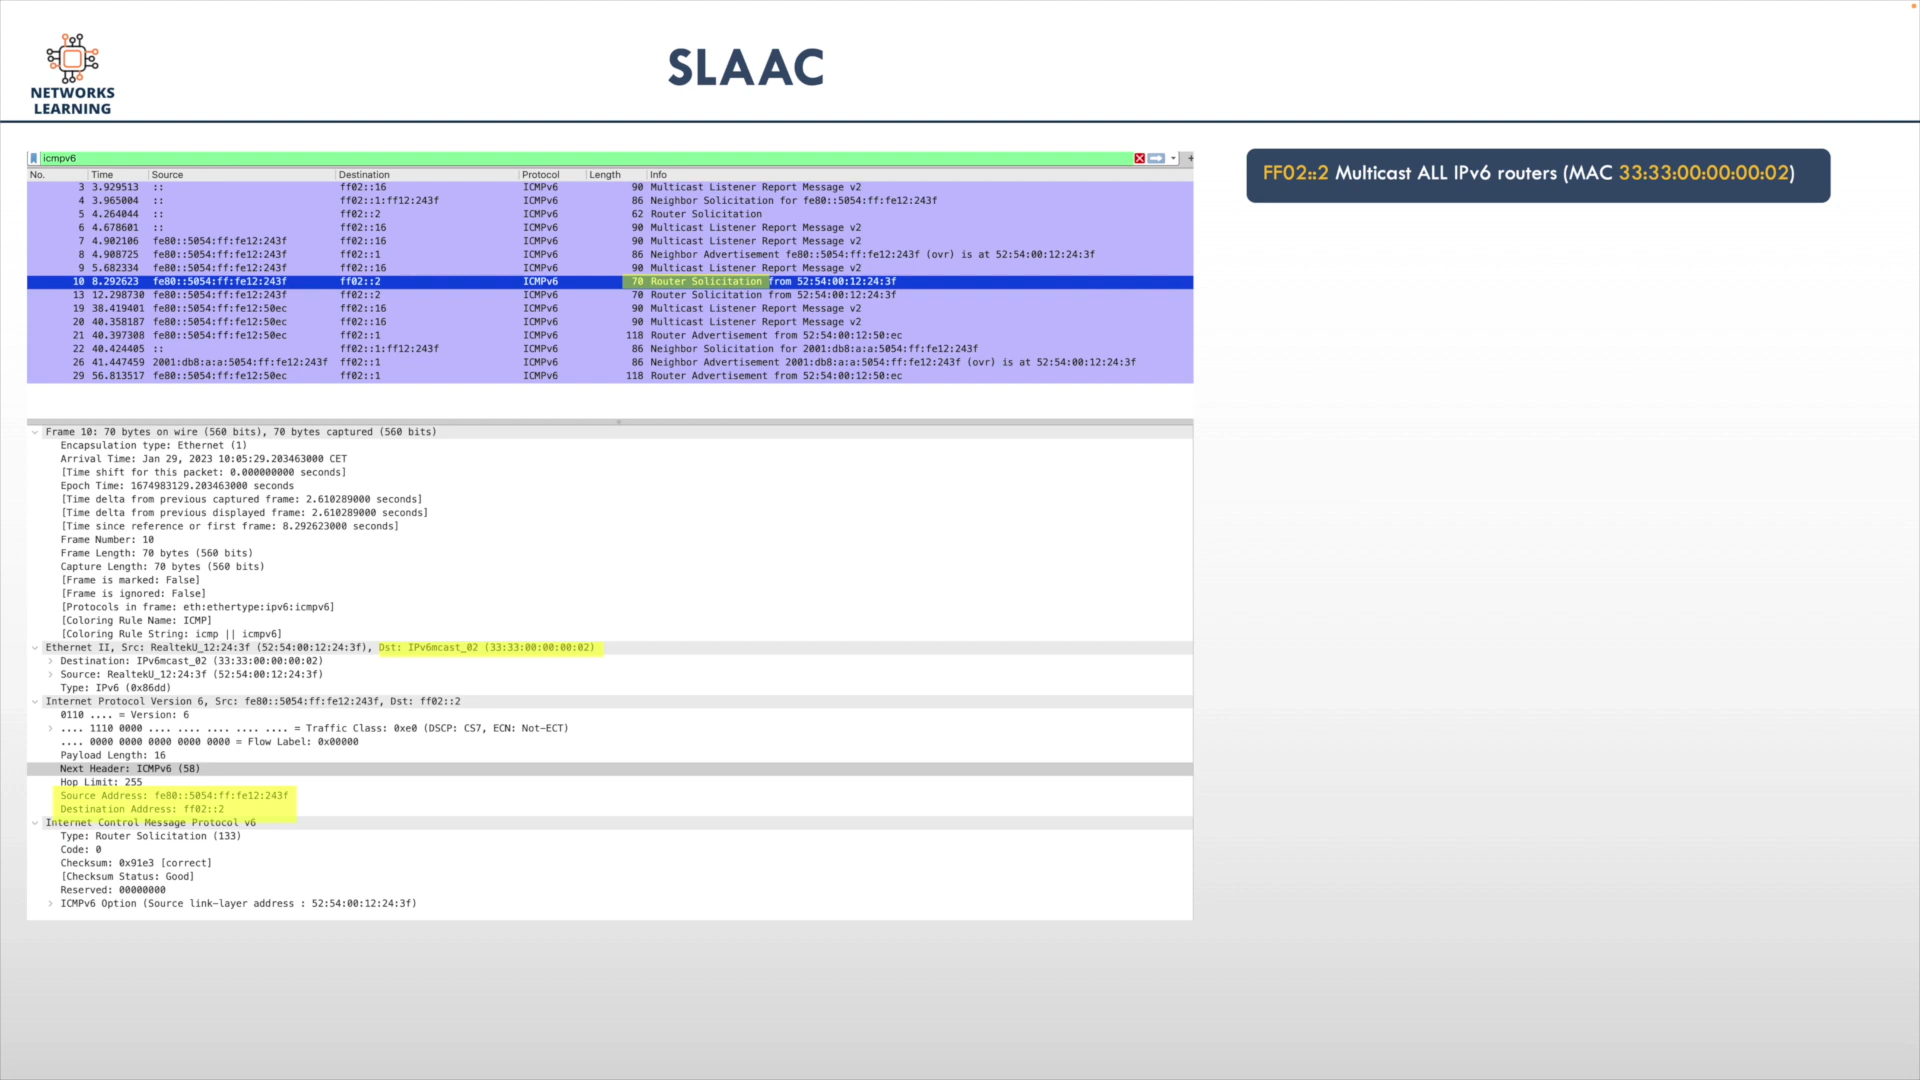 NETWORKS
LEARNING
SLAAC
icmpv6
FF02::2 Multicast ALL IPv6 routers (MAC 33:33:00:00:00:02)
No. Time Source Destination Protocol Length Info
3 3.929513 :: ff02::16 ICMPv6 90 Multicast Listener Report Message v2
4 3.965004 :: ff02::1:ff12:243f ICMPv6 86 Neighbor Solicitation for fe80::5054:ff:fe12:243f
5 4.264044 :: ff02::2 ICMPv6 62 Router Solicitation
6 4.678601 :: ff02::16 ICMPv6 90 Multicast Listener Report Message v2
7 4.902106 fe80::5054:ff:fe12:243f ff02::16 ICMPv6 90 Multicast Listener Report Message v2
8 4.908725 fe80::5054:ff:fe12:243f ff02::1 ICMPv6 86 Neighbor Advertisement fe80::5054:ff:fe12:243f (ovr) is at 52:54:00:12:24:3f
9 5.682334 fe80::5054:ff:fe12:243f ff02::16 ICMPv6 90 Multicast Listener Report Message v2
10 8.292623 fe80::5054:ff:fe12:243f ff02::2 ICMPv6 70 Router Solicitation from 52:54:00:12:24:3f
13 12.298730 fe80::5054:ff:fe12:243f ff02::2 ICMPv6 70 Router Solicitation from 52:54:00:12:24:3f
19 38.419401 fe80::5054:ff:fe12:50ec ff02::16 ICMPv6 90 Multicast Listener Report Message v2
20 40.358187 fe80::5054:ff:fe12:50ec ff02::16 ICMPv6 90 Multicast Listener Report Message v2
21 40.397308 fe80::5054:ff:fe12:50ec ff02::1 ICMPv6 118 Router Advertisement from 52:54:00:12:50:ec
22 40.424405 :: ff02::1:ff12:243f ICMPv6 86 Neighbor Solicitation for 2001:db8:a:a:5054:ff:fe12:243f
26 41.447459 2001:db8:a:a:5054:ff:fe12:243f ff02::1 ICMPv6 86 Neighbor Advertisement 2001:db8:a:a:5054:ff:fe12:243f (ovr) is at 52:54:00:12:24:3f
29 56.813517 fe80::5054:ff:fe12:50ec ff02::1 ICMPv6 118 Router Advertisement from 52:54:00:12:50:ec
Frame 10: 70 bytes on wire (560 bits), 70 bytes captured (560 bits)
Encapsulation type: Ethernet (1)
Arrival Time: Jan 29, 2023 10:05:29.203463000 CET
[Time shift for this packet: 0.000000000 seconds]
Epoch Time: 1674983129.203463000 seconds
[Time delta from previous captured frame: 2.610289000 seconds]
[Time delta from previous displayed frame: 2.610289000 seconds]
[Time since reference or first frame: 8.292623000 seconds]
Frame Number: 10
Frame Length: 70 bytes (560 bits)
Capture Length: 70 bytes (560 bits)
[Frame is marked: False]
[Frame is ignored: False]
[Protocols in frame: eth:ethertype:ipv6:icmpv6]
[Coloring Rule Name: ICMP]
[Coloring Rule String: icmp || icmpv6]
Ethernet II, Src: RealtekU_12:24:3f (52:54:00:12:24:3f), Dst: IPv6mcast_02 (33:33:00:00:00:02)
Destination: IPv6mcast_02 (33:33:00:00:00:02)
Source: RealtekU_12:24:3f (52:54:00:12:24:3f)
Type: IPv6 (0x86dd)
Internet Protocol Version 6, Src: fe80::5054:ff:fe12:243f, Dst: ff02::2
0110 .... = Version: 6
.... 1110 0000 .... .... .... .... .... = Traffic Class: 0xe0 (DSCP: CS7, ECN: Not-ECT)
.... 0000 0000 0000 0000 0000 = Flow Label: 0x00000
Payload Length: 16
Next Header: ICMPv6 (58)
Hop Limit: 255
Source Address: fe80::5054:ff:fe12:243f
Destination Address: ff02::2
Internet Control Message Protocol v6
Type: Router Solicitation (133)
Code: 0
Checksum: 0x91e3 [correct]
[Checksum Status: Good]
Reserved: 00000000
ICMPv6 Option (Source link-layer address : 52:54:00:12:24:3f)